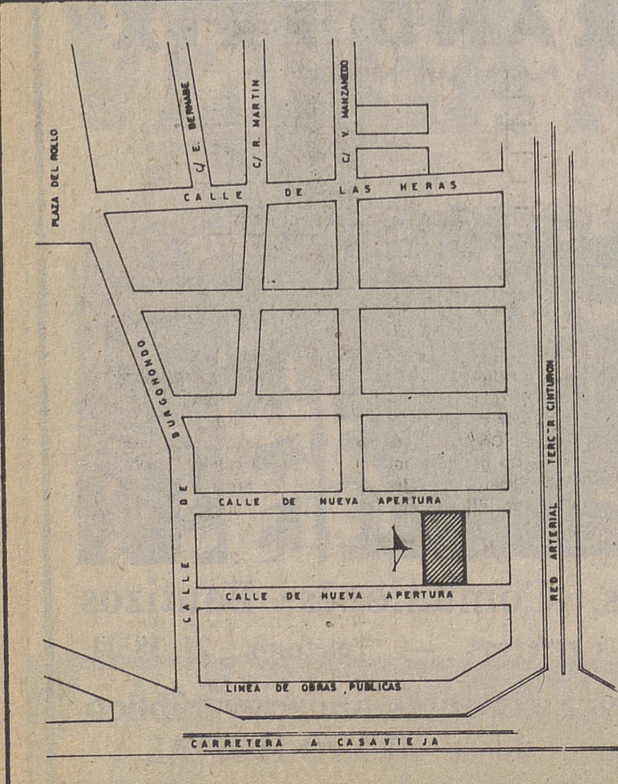 PLAZA DEL ROLLO
C/ E. BERNABE
C/ R. MARTIN
C/ V. MANZANEDO
CALLE DE LAS HERAS
CALLE DE BURGOHONDO
RED ARTERIAL TERCER CINTURON
CALLE DE NUEVA APERTURA
CALLE DE NUEVA APERTURA
LINEA DE OBRAS PUBLICAS
CARRETERA A CASAVIEJA